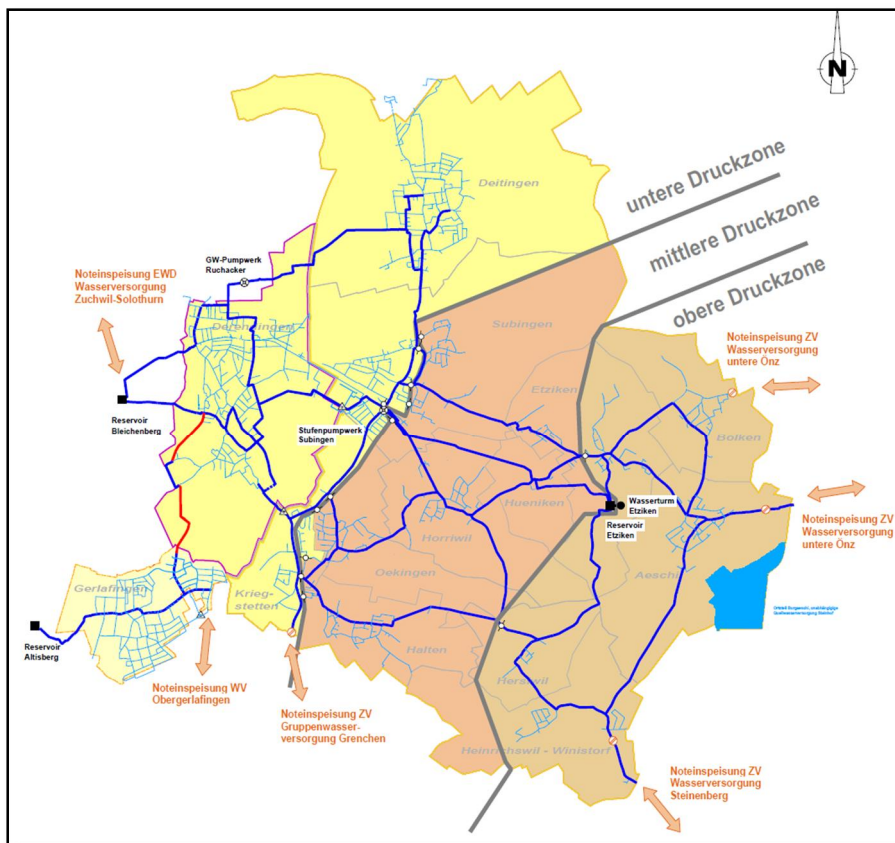 N
Deitingen
untere Druckzone
mittlere Druckzone
obere Druckzone
GW-Pumpwerk
Ruchacker
Noteinspeisung EWD
Wasserversorgung
Zuchwil-Solothurn
Derendingen
Subingen
Etziken
Noteinspeisung ZV
Wasserversorgung
untere Önz
Reservoir
Bleichenberg
Stufenpumpwerk
Subingen
Bolken
Hueniken
Wasserturm
Etziken
Reservoir
Etziken
Noteinspeisung ZV
Wasserversorgung
untere Önz
Horriwil
Oekingen
Aeschi
Gerlafingen
Krieg-
stetten
Reservoir
Altisberg
Halten
Herswil
Noteinspeisung WV
Obergerlafingen
Noteinspeisung ZV
Gruppenwasser-
versorgung Grenchen
Heinrichswil - Winistorf
Noteinspeisung ZV
Wasserversorgung
Steinenberg